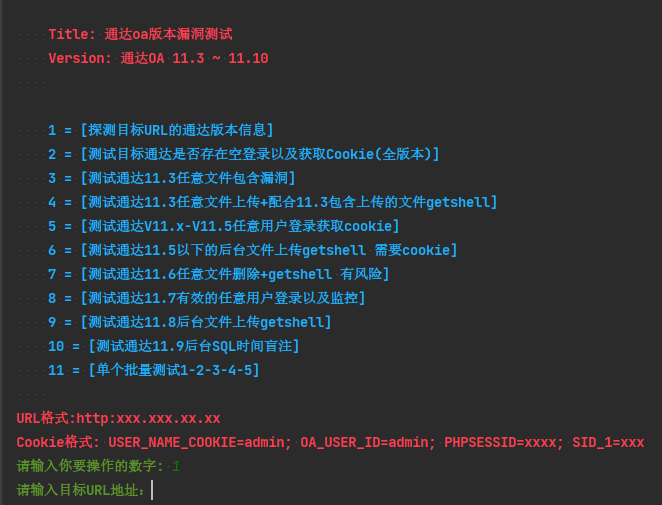 Title: 通达oa版本漏洞测试
Version: 通达OA 11.3 ~ 11.10
1 = [探测目标URL的通达版本信息]
2 = [测试目标通达是否存在空登录以及获取Cookie(全版本)]
3 = [测试通达11.3任意文件包含漏洞]
4 = [测试通达11.3任意文件上传+配合11.3包含上传的文件getshell]
5 = [测试通达V11.x-V11.5任意用户登录获取cookie]
6 = [测试通达11.5以下的后台文件上传getshell 需要cookie]
7 = [测试通达11.6任意文件删除+getshell 有风险]
8 = [测试通达11.7有效的任意用户登录以及监控]
9 = [测试通达11.8后台文件上传getshell]
10 = [测试通达11.9后台SQL时间盲注]
11 = [单个批量测试1-2-3-4-5]
URL格式:http:xxx.xxx.xx.xx
Cookie格式: USER_NAME_COOKIE=admin; OA_USER_ID=admin; PHPSESSID=xxxx; SID_1=xxx
请输入你要操作的数字: 1
请输入目标URL地址: